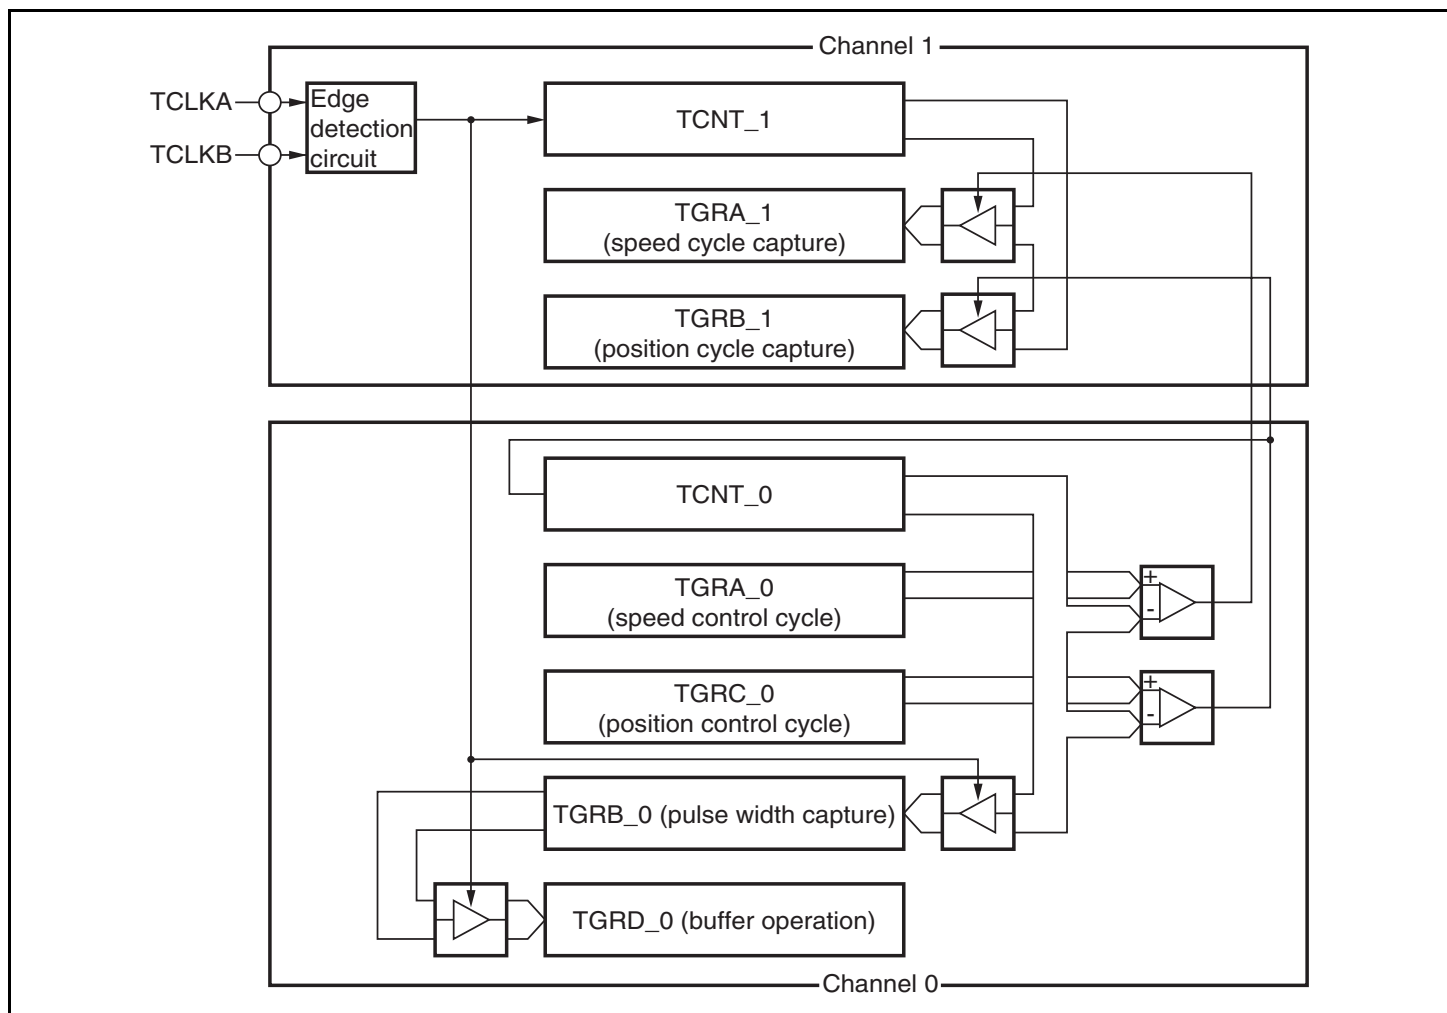 Channel 1
TCLKA
TCLKB
Edge
detection
circuit
TCNT_1
TGRA_1
(speed cycle capture)
TGRB_1
(position cycle capture)
TCNT_0
TGRA_0
(speed control cycle)
+
-
TGRC_0
(position control cycle)
+
-
TGRB_0 (pulse width capture)
TGRD_0 (buffer operation)
Channel 0